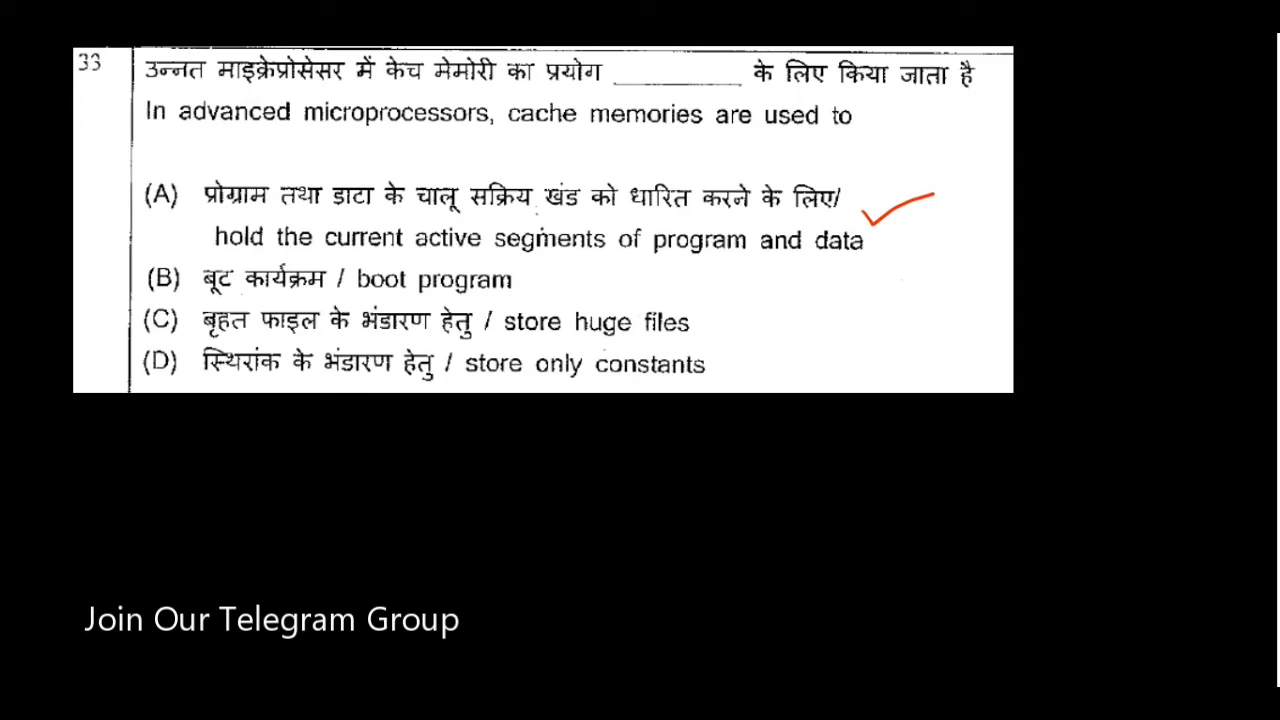 33
उन्नत माइक्रेप्रोसेसर में केच मेमोरी का प्रयोग __________ के लिए किया जाता है
In advanced microprocessors, cache memories are used to
(A) प्रोग्राम तथा डाटा के चालू सक्रिय खंड को धारित करने के लिए/
hold the current active segments of program and data
(B) बूट कार्यक्रम / boot program
(C) बृहत फाइल के भंडारण हेतु / store huge files
(D) स्थिरांक के भंडारण हेतु / store only constants
Join Our Telegram Group